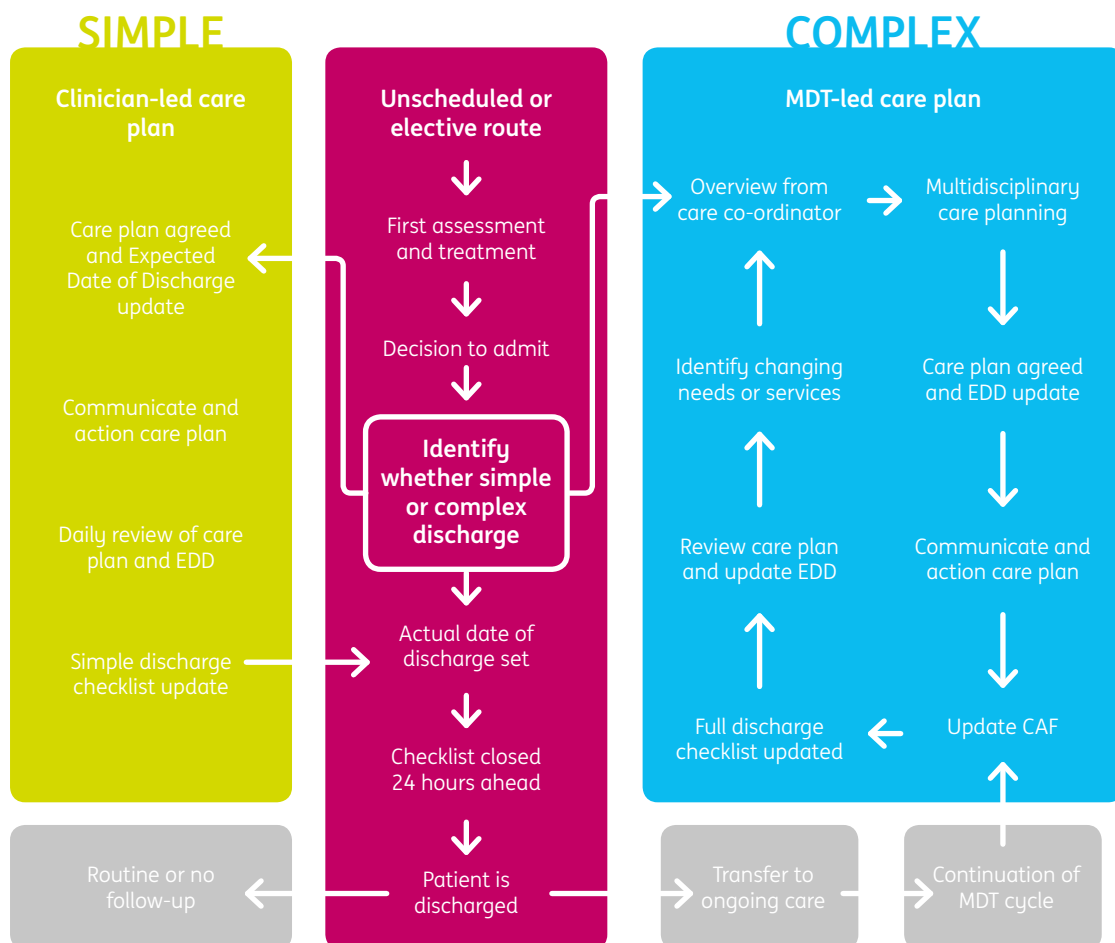 SIMPLE
Clinician-led care
plan
Care plan agreed
and Expected
Date of Discharge
update
Communicate and
action care plan
Daily review of care
plan and EDD
Simple discharge
checklist update
Routine or no
follow-up
Unscheduled or
elective route
First assessment
and treatment
Decision to admit
Identify
whether simple
or complex
discharge
Actual date of
discharge set
Checklist closed
24 hours ahead
Patient is
discharged
COMPLEX
MDT-led care plan
Overview from
care co-ordinator
Multidisciplinary
care planning
Care plan agreed
and EDD update
Communicate and
action care plan
Update CAF
Full discharge
checklist updated
Review care plan
and update EDD
Identify changing
needs or services
Transfer to
ongoing care
Continuation of
MDT cycle